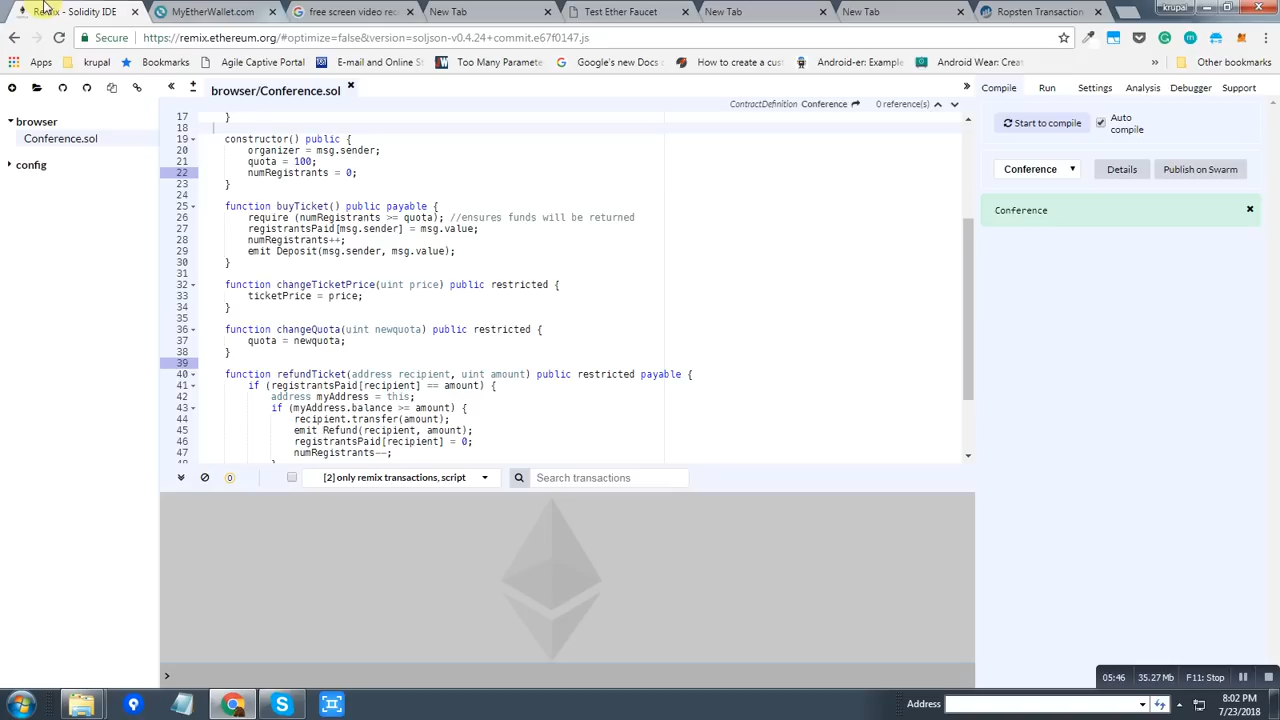 Remix - Solidity IDE
MyEtherWallet.com
free screen video rec
New Tab
Test Ether Faucet
New Tab
New Tab
Ropsten Transaction
krupal
Secure
https://remix.ethereum.org/#optimize=false&version=soljson-v0.4.24+commit.e67f0147.js
Apps
krupal
Bookmarks
Agile Captive Portal
E-mail and Online St
Too Many Parameter
Google's new Docs c
How to create a cust
Android-er: Example
Android Wear: Creat
Other bookmarks
browser/Conference.sol
Compile Run Settings Analysis Debugger Support
ContractDefinition Conference 0 reference(s)
browser
Conference.sol
config
17 }
18
19 constructor() public {
20 organizer = msg.sender;
21 quota = 100;
22 numRegistrants = 0;
23 }
24
25 function buyTicket() public payable {
26 require (numRegistrants >= quota); //ensures funds will be returned
27 registrantsPaid[msg.sender] = msg.value;
28 numRegistrants++;
29 emit Deposit(msg.sender, msg.value);
30 }
31
32 function changeTicketPrice(uint price) public restricted {
33 ticketPrice = price;
34 }
35
36 function changeQuota(uint newquota) public restricted {
37 quota = newquota;
38 }
39
40 function refundTicket(address recipient, uint amount) public restricted payable {
41 if (registrantsPaid[recipient] == amount) {
42 address myAddress = this;
43 if (myAddress.balance >= amount) {
44 recipient.transfer(amount);
45 emit Refund(recipient, amount);
46 registrantsPaid[recipient] = 0;
47 numRegistrants--;
48 }
Start to compile
Auto compile
Conference
Details
Publish on Swarm
Conference
0
[2] only remix transactions, script
Search transactions
>
05:46
35.27 Mb
F11: Stop
Address
8:02 PM
7/23/2018